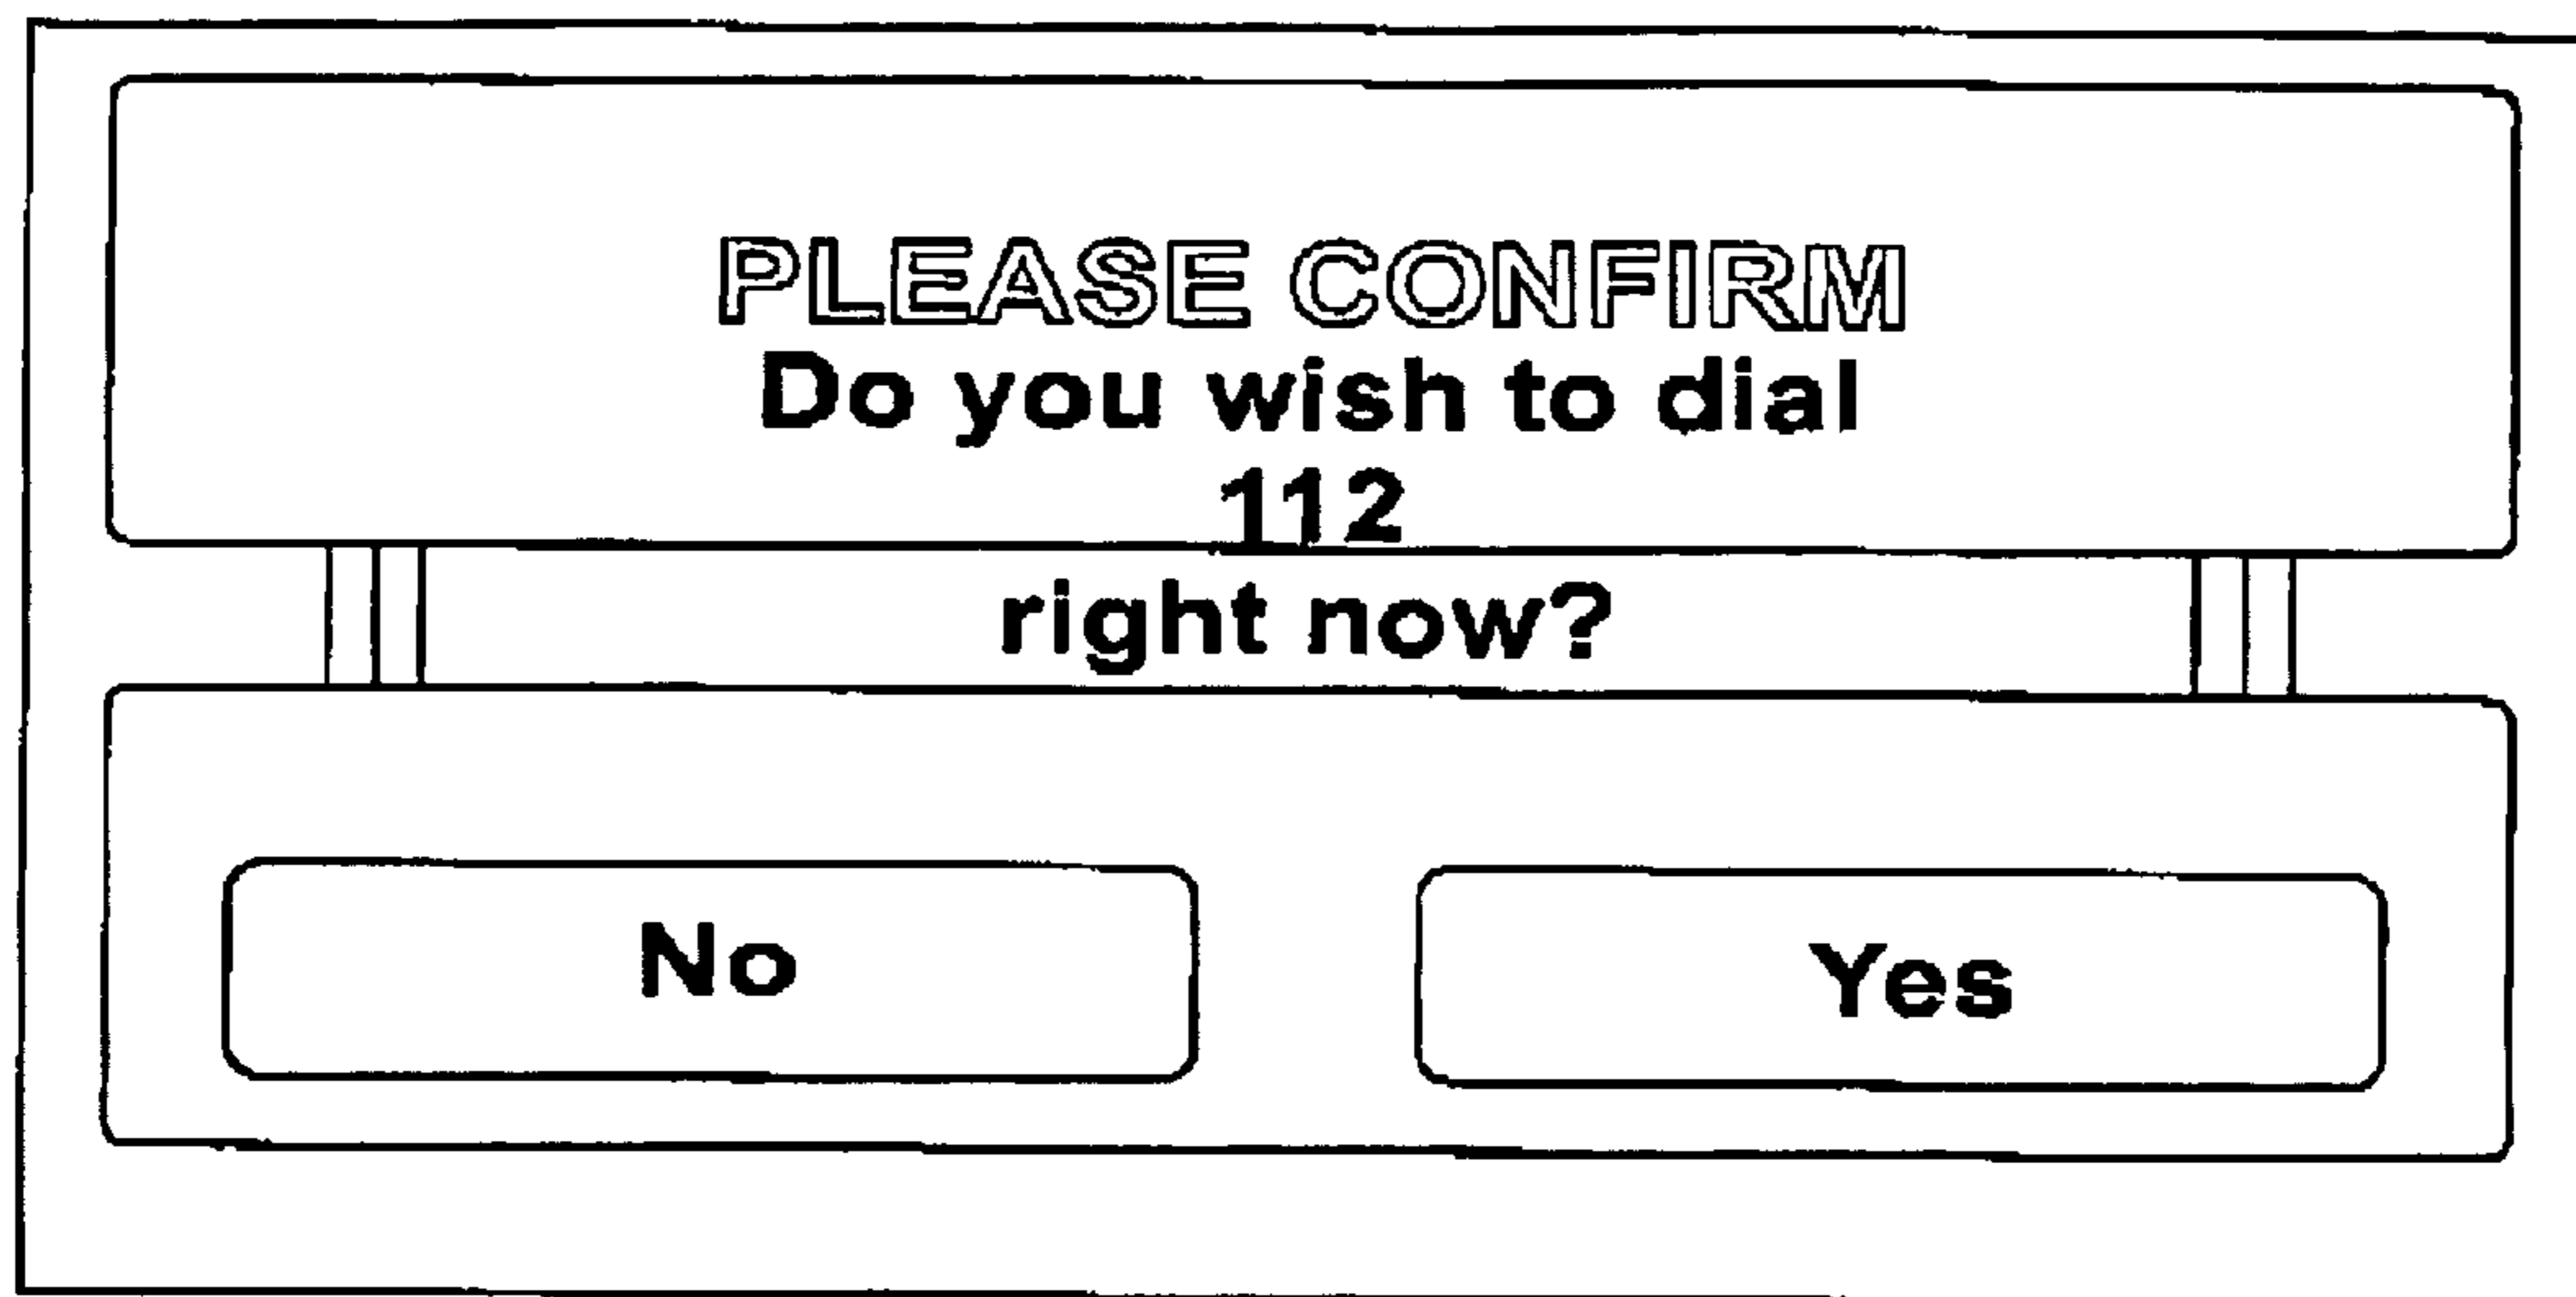 PLEASE CONFIRM
Do you wish to dial
112
right now?
No
Yes